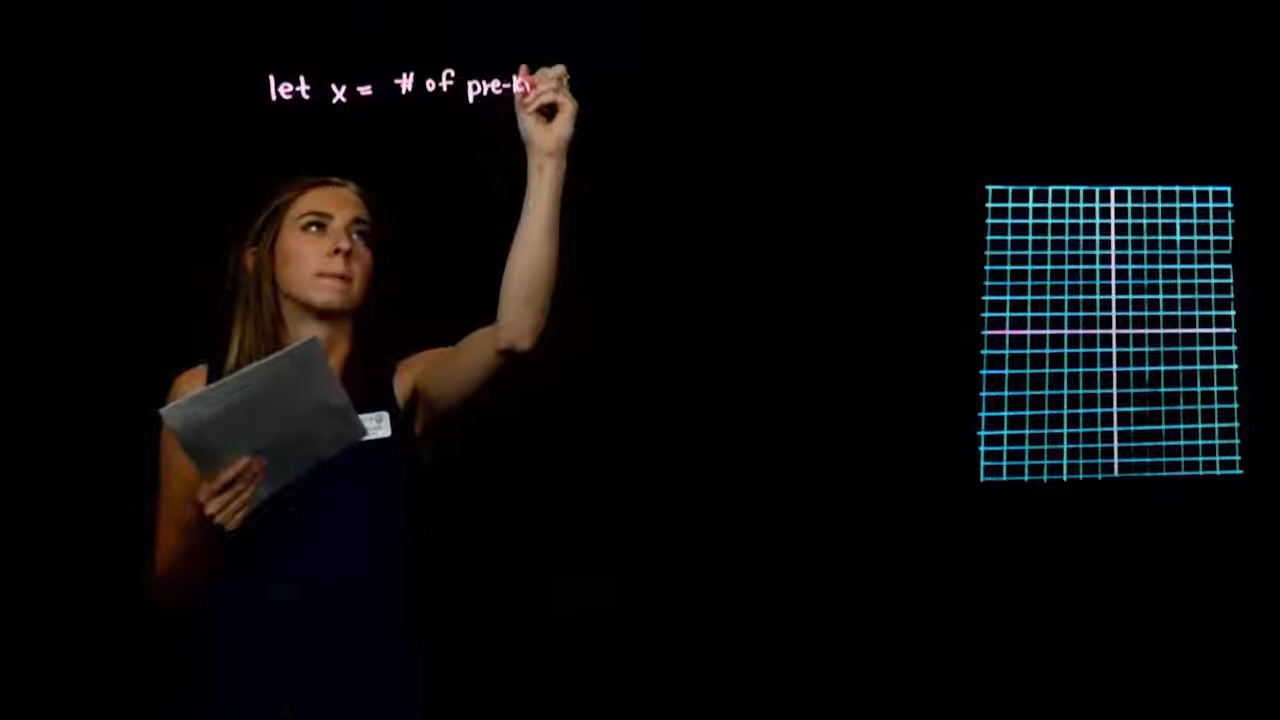 let x = # of pre-k